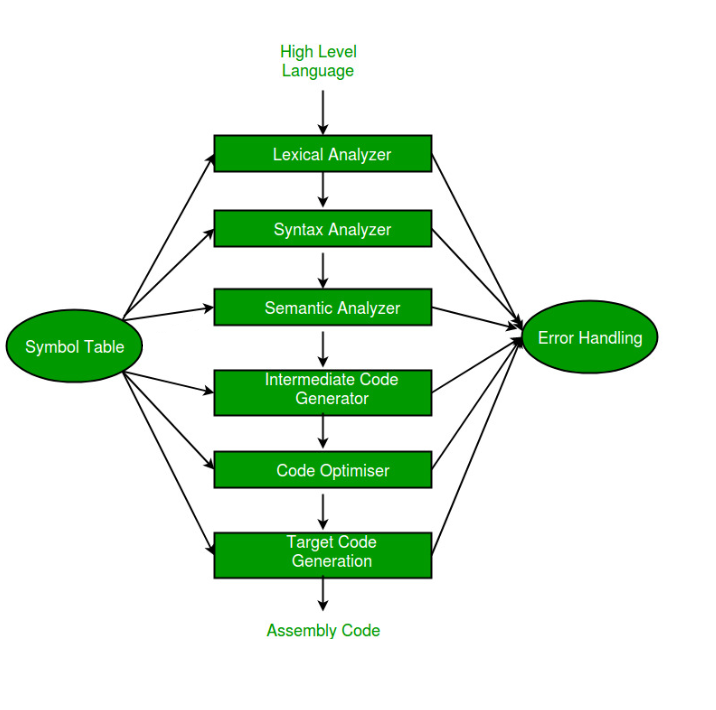 High Level
Language
Lexical Analyzer
Syntax Analyzer
Semantic Analyzer
Symbol Table
Error Handling
Intermediate Code
Generator
Code Optimiser
Target Code
Generation
Assembly Code